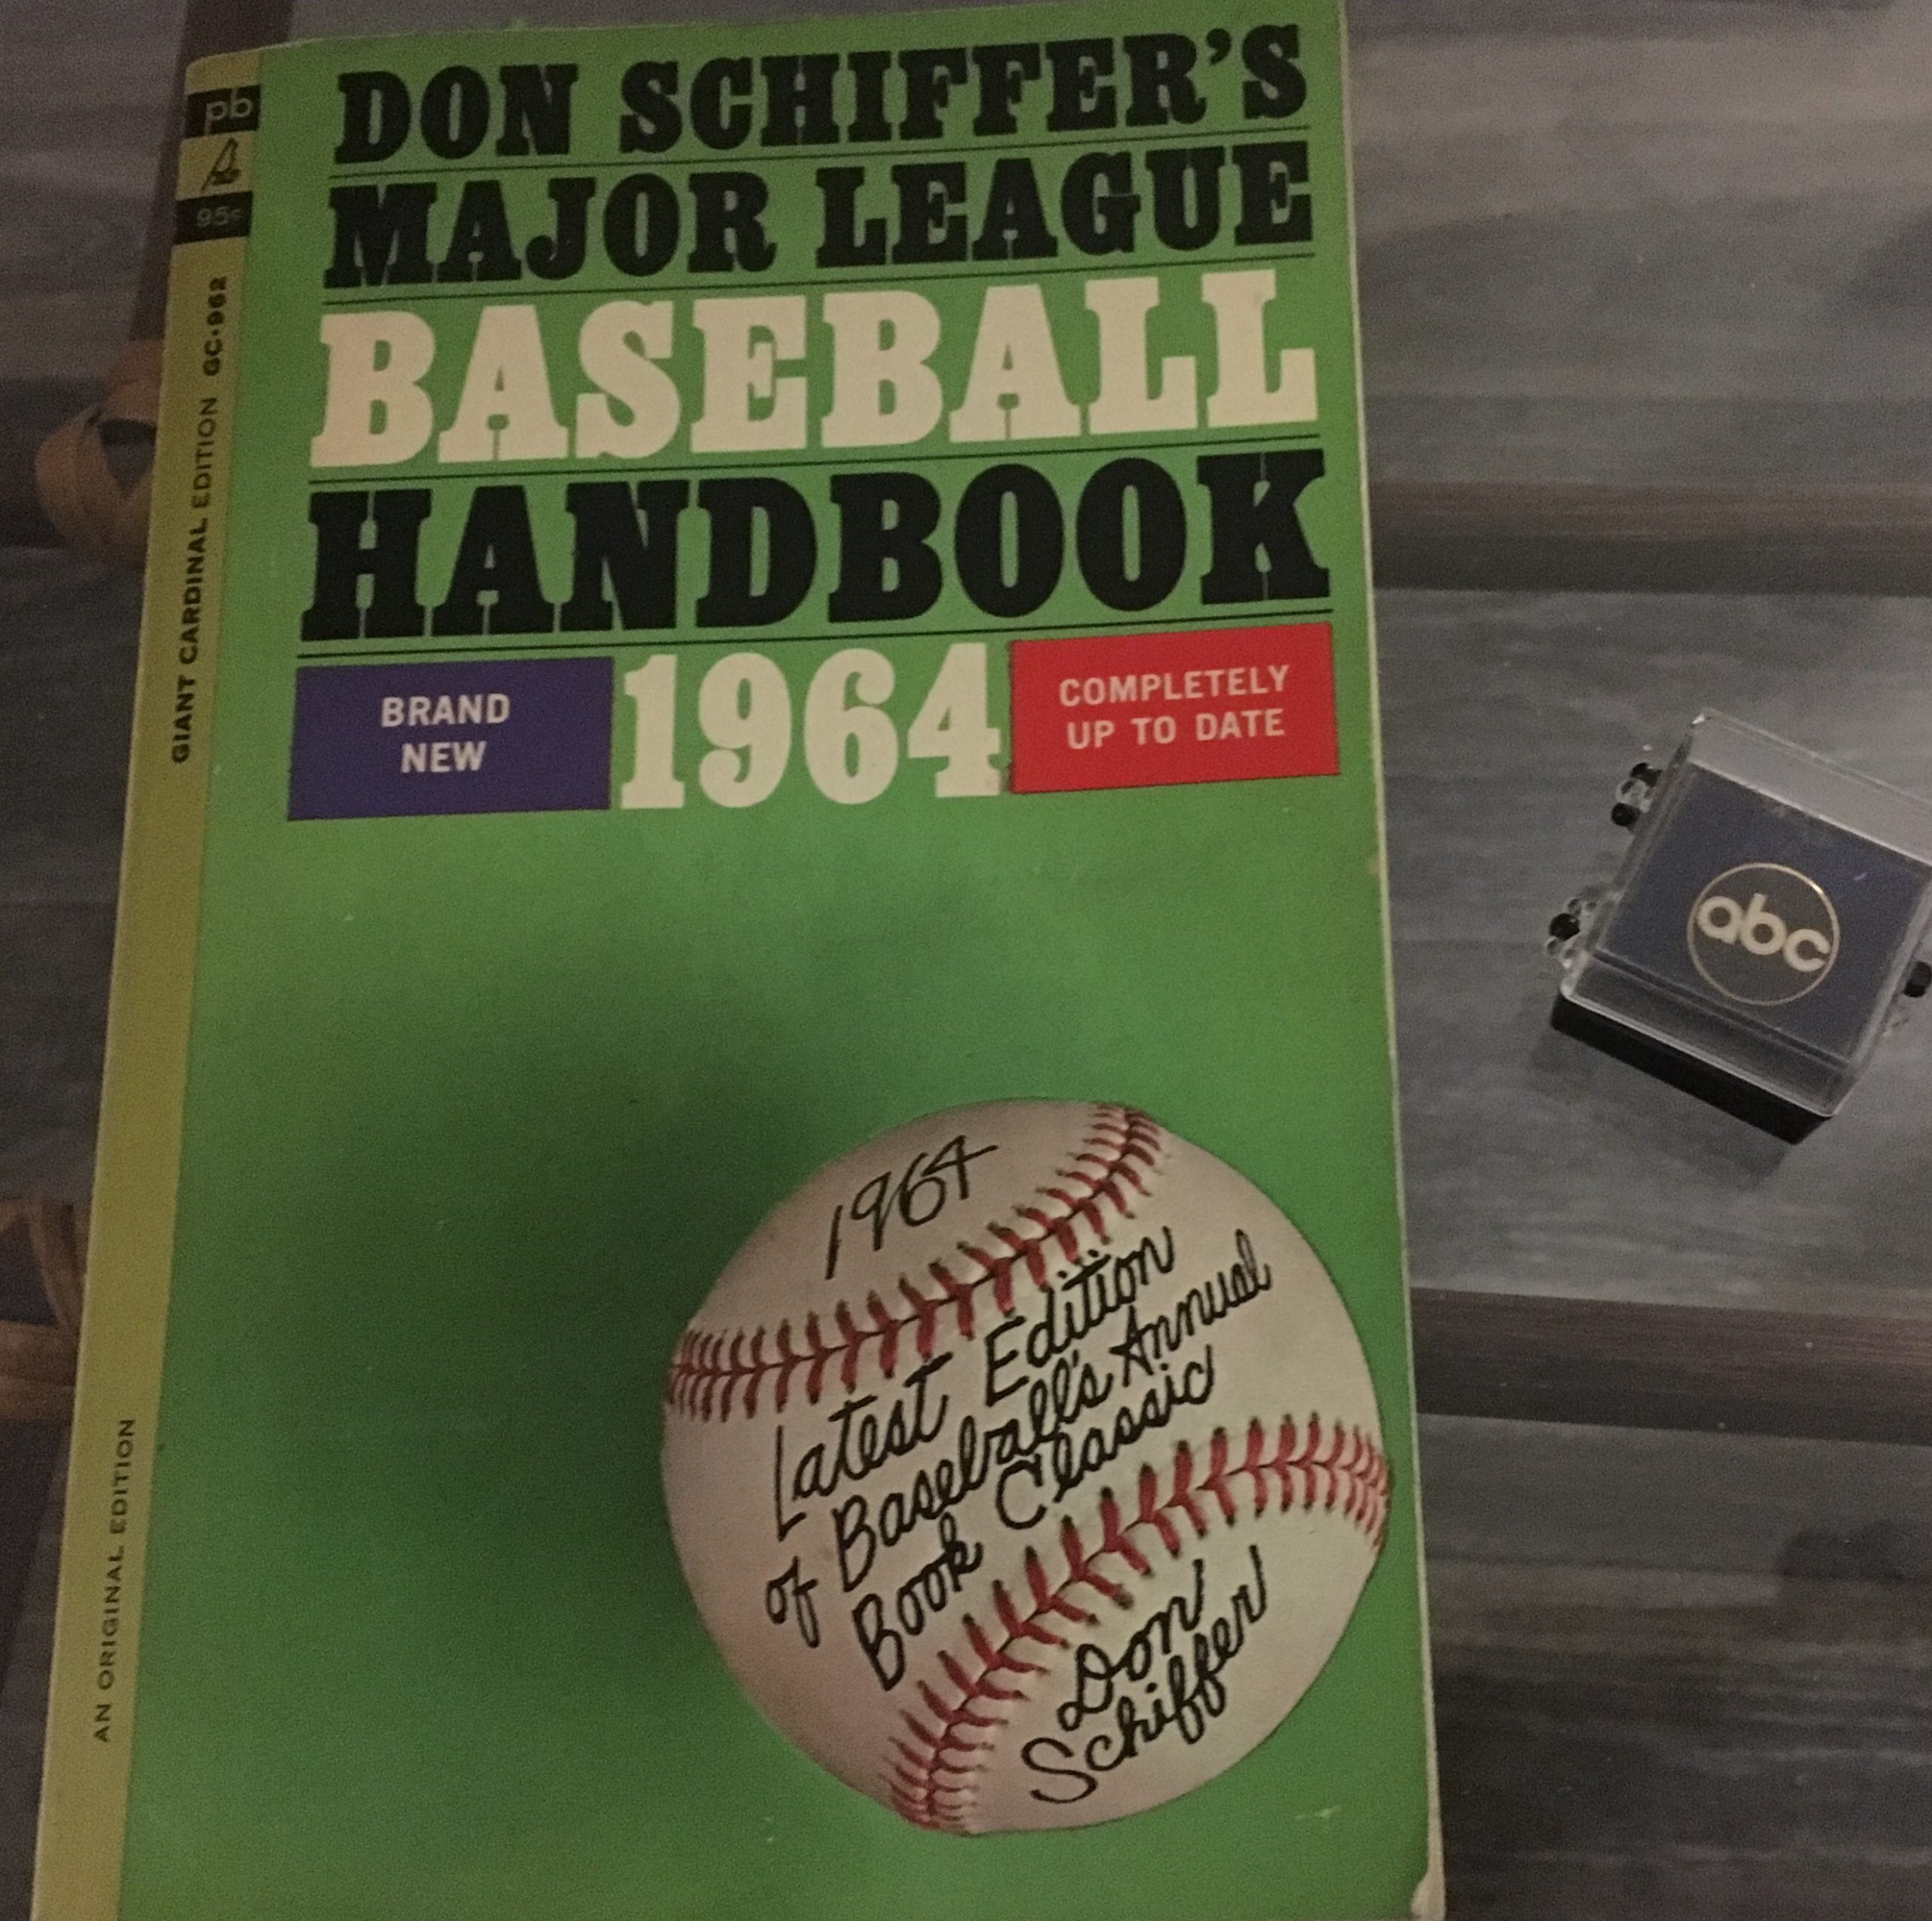 pb
95¢
GIANT CARDINAL EDITION GC·962
AN ORIGINAL EDITION
DON SCHIFFER'S
MAJOR LEAGUE
BASEBALL
HANDBOOK
BRAND
NEW
1964
COMPLETELY
UP TO DATE
1964
Latest Edition
of Baseball's Annual
Book Classic
Don
Schiffer
abc